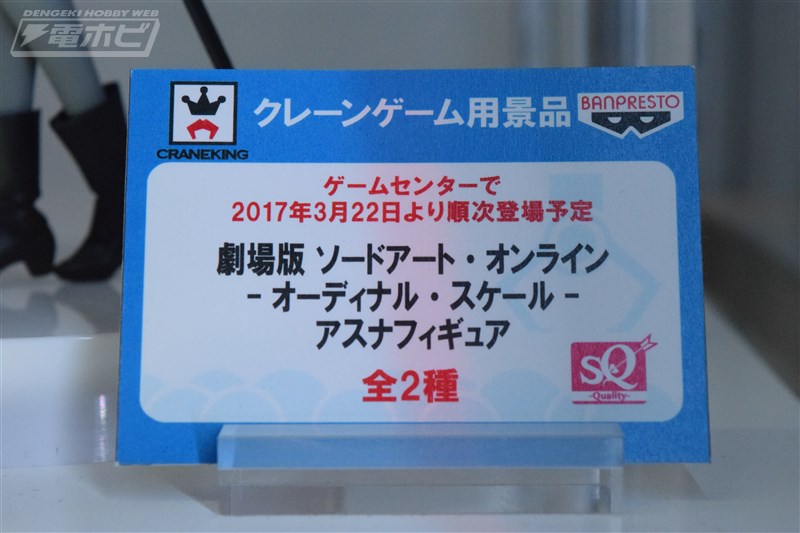 DENGEKI HOBBY WEB
電ホビ
クレーンゲーム用景品
CRANEKING
BANPRESTO
ゲームセンターで
2017年3月22日より順次登場予定
劇場版 ソードアート・オンライン
－オーディナル・スケール－
アスナフィギュア
全2種
SQ
-Quality-